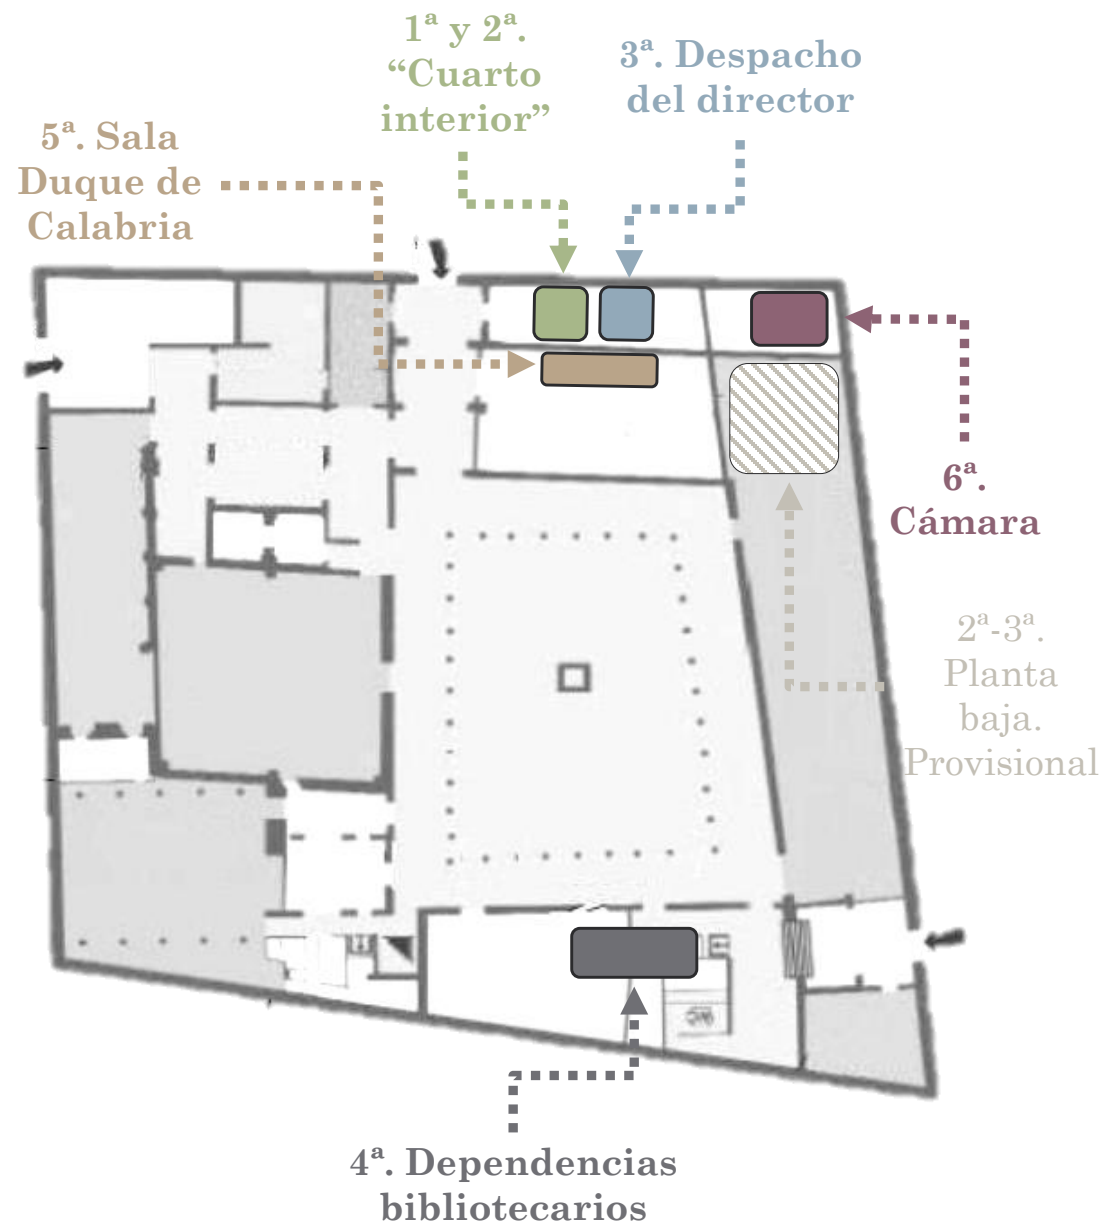 1ª y 2ª.
“Cuarto
interior”
3ª. Despacho
del director
5ª. Sala
Duque de
Calabria
6ª.
Cámara
2ª-3ª.
Planta
baja.
Provisional
4ª. Dependencias
bibliotecarios